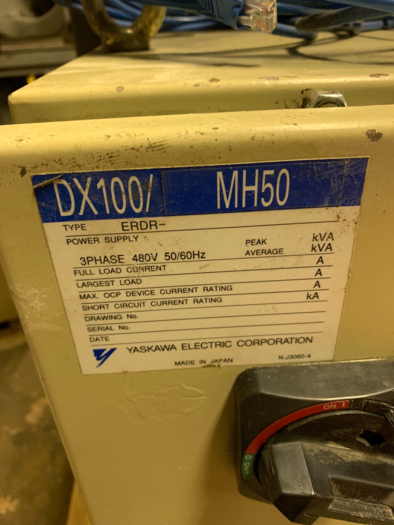 DX100/ MH50
TYPE ERDR-
POWER SUPPLY PEAK kVA
3PHASE 480V 50/60Hz AVERAGE kVA
FULL LOAD CURRENT A
LARGEST LOAD A
MAX. OCP DEVICE CURRENT RATING A
SHORT CIRCUIT CURRENT RATING kA
DRAWING No.
SERIAL No.
DATE
YASKAWA ELECTRIC CORPORATION
MADE IN JAPAN NJ3060-4
ON I